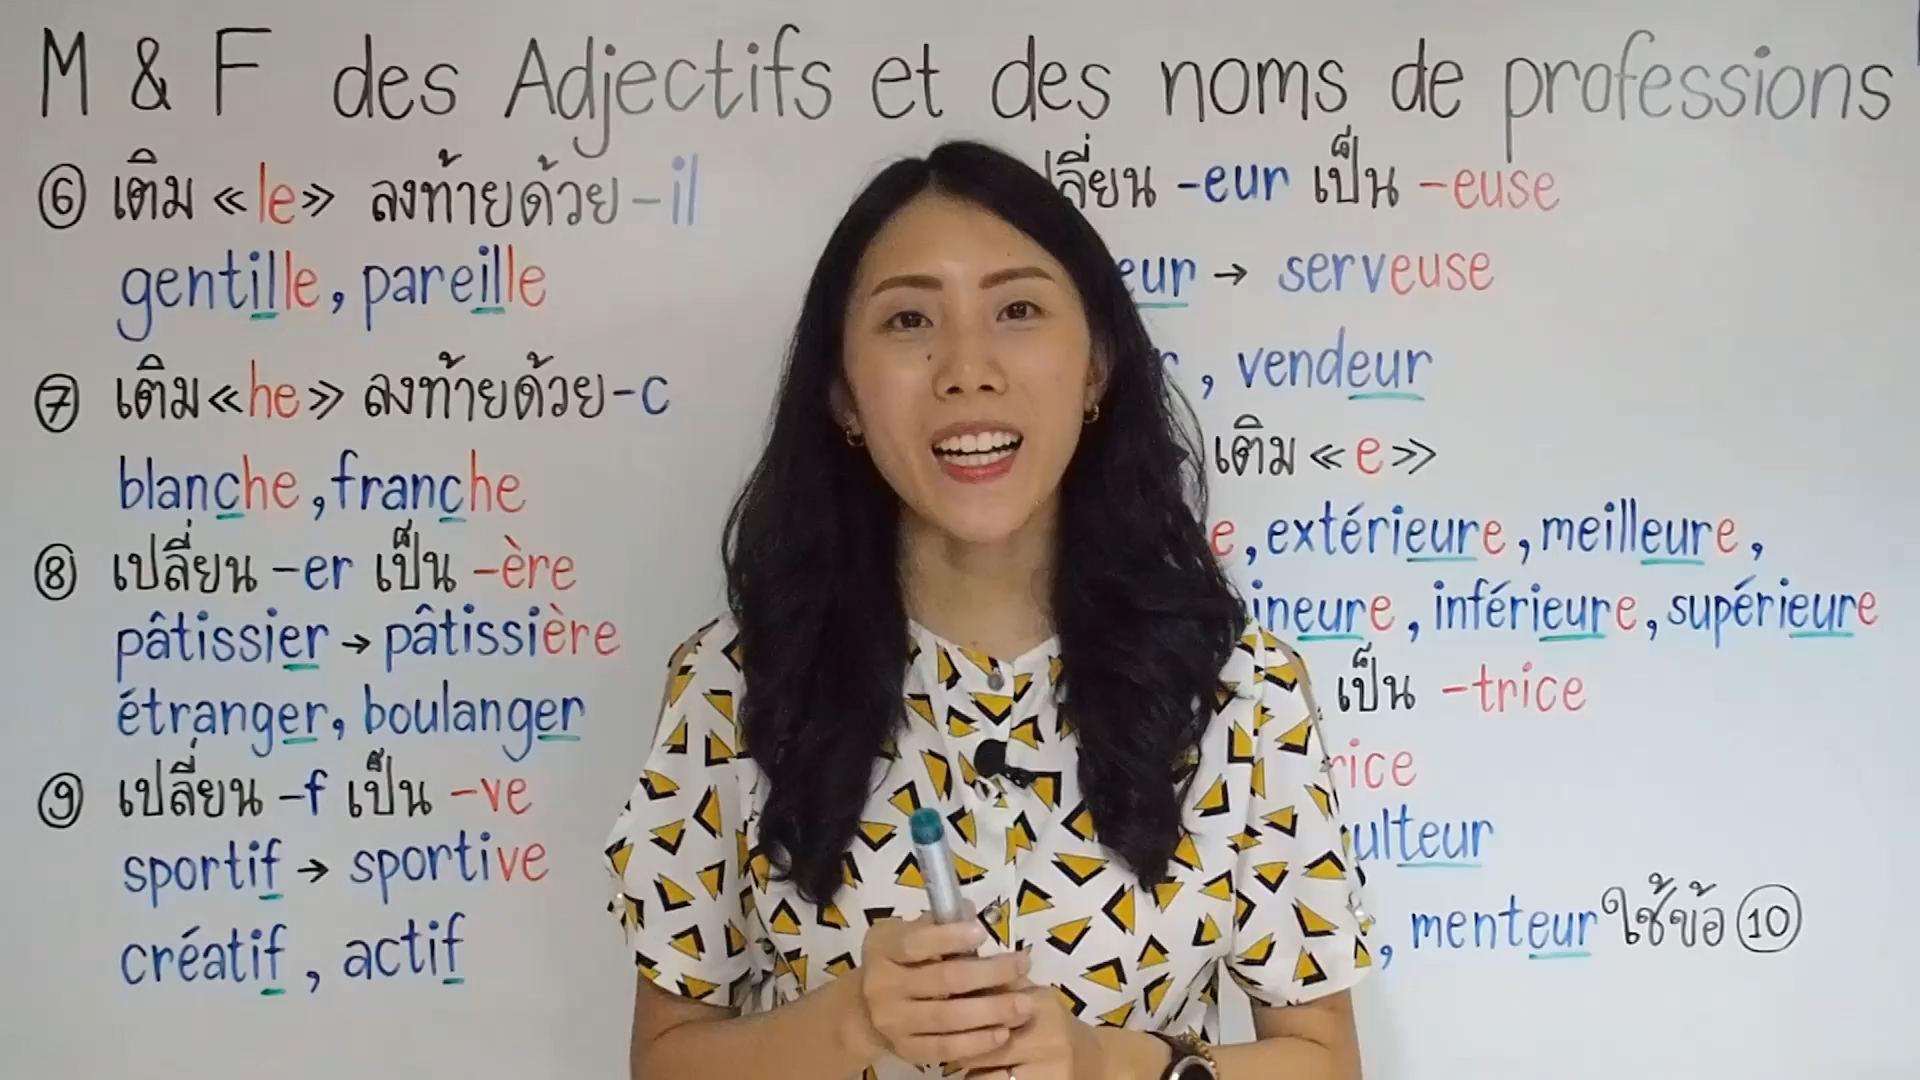 M & F des Adjectifs et des noms de professions
⑥ เติม «le» ลงท้ายด้วย -il
gentille, pareille
⑦ เติม «he» ลงท้ายด้วย -c
blanche, franche
⑧ เปลี่ยน -er เป็น -ère
pâtissier → pâtissière
étranger, boulanger
⑨ เปลี่ยน -f เป็น -ve
sportif → sportive
créatif, actif
-eur เป็น -euse
eur → serveuse
, vendeur
เติม «e»
e, extérieure, meilleure,
ineure, inférieure, supérieure
เป็น -trice
rice
ulteur
, menteur ใช้ข้อ ⑩